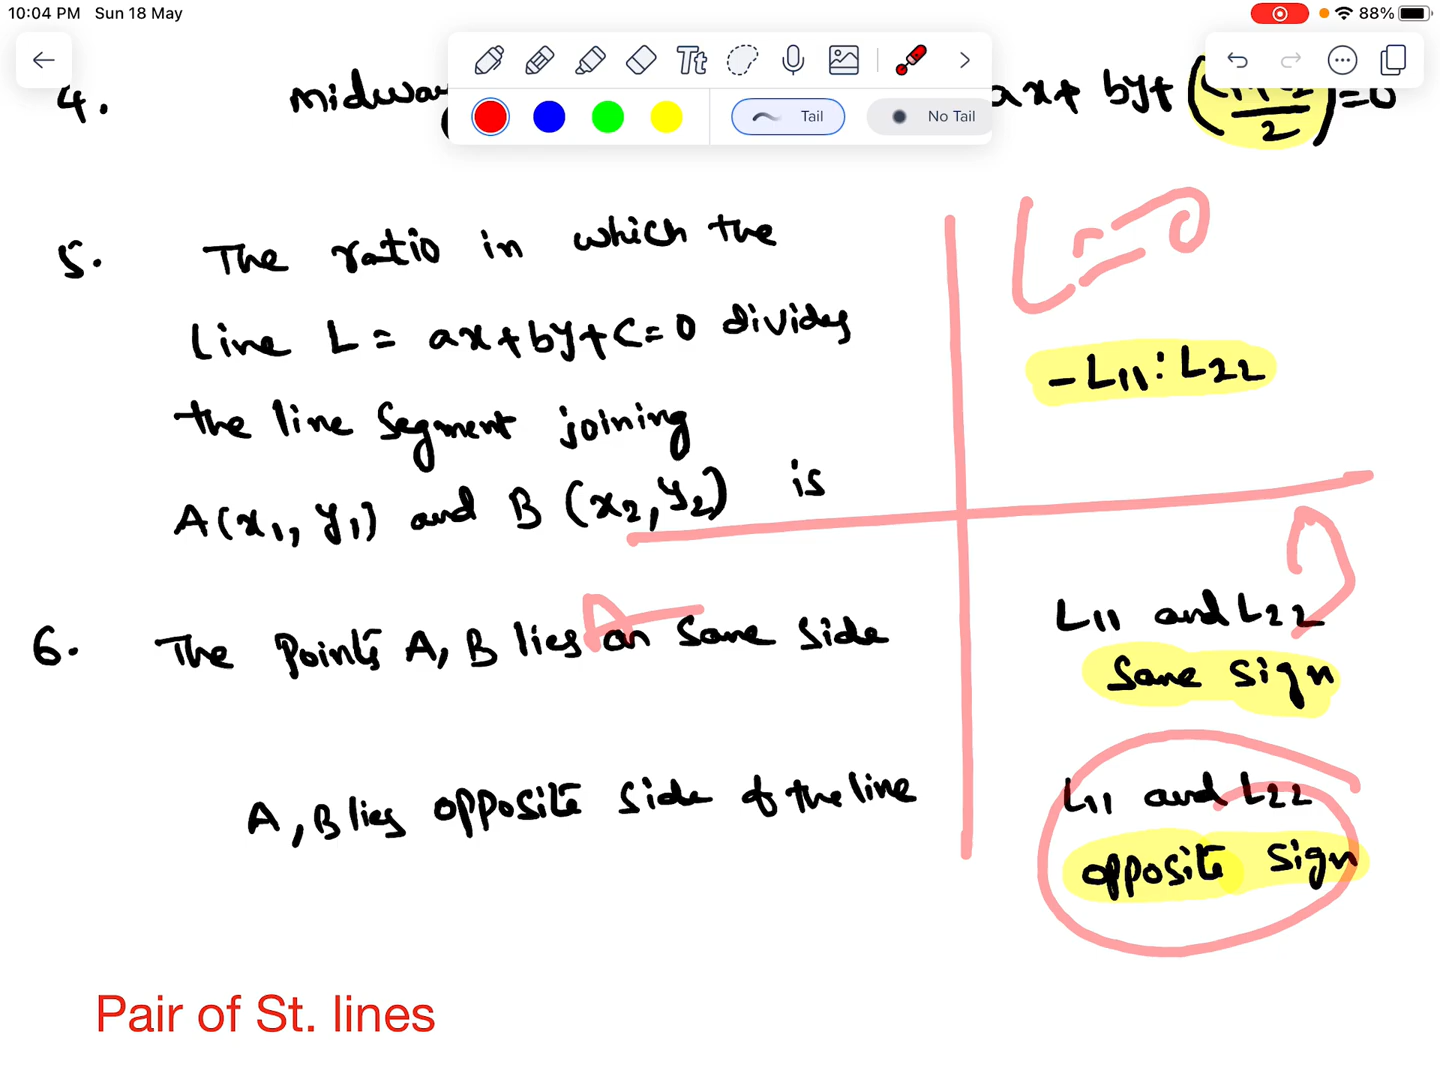 10:04 PM Sun 18 May 88%
Tt
Tail No Tail
4. ax+ by+ ( /2)=0
5. The ratio in which the
line L = ax+by+c=0 divides
the line segment joining
A(x1, y1) and B (x2, y2) is
L=0
-L11 : L22
6. The points A, B lies on same side
L11 and L22
same sign
A, B lies opposite side of the line
L11 and L22
opposite sign
Pair of St. lines